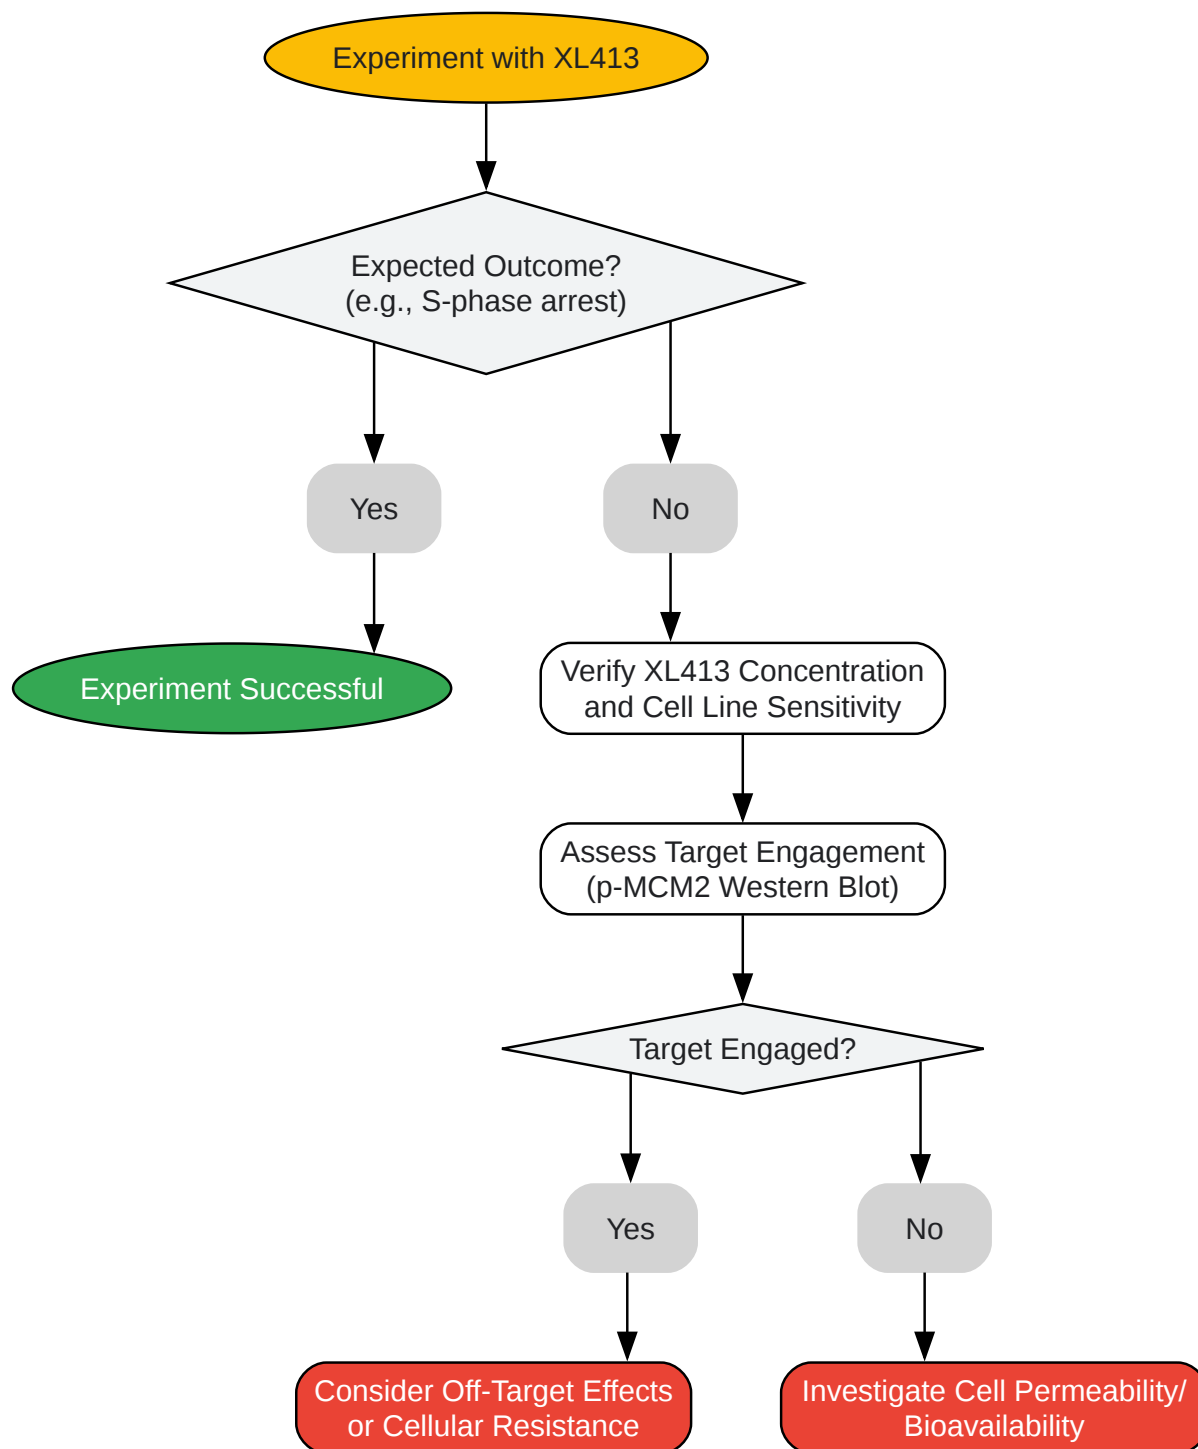 Experiment with XL413
Expected Outcome?
(e.g., S-phase arrest)
Yes
No
Experiment Successful
Verify XL413 Concentration
and Cell Line Sensitivity
Assess Target Engagement
(p-MCM2 Western Blot)
Target Engaged?
Yes
No
Consider Off-Target Effects
or Cellular Resistance
Investigate Cell Permeability/
Bioavailability